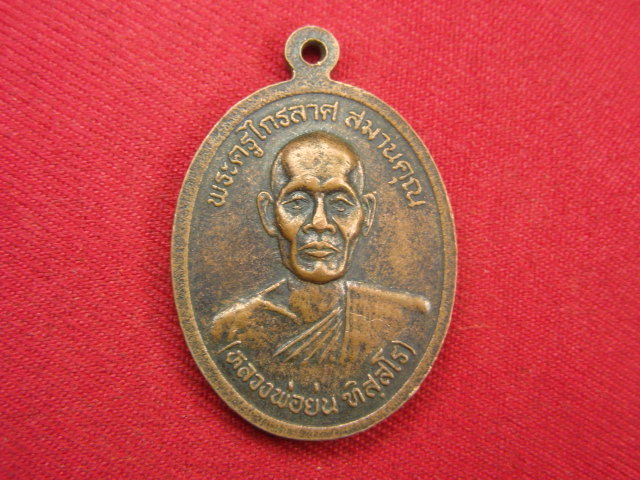 พระครูไกรลาศ สมานคุณ
(หลวงพ่อย่น ทิสฺสโร)